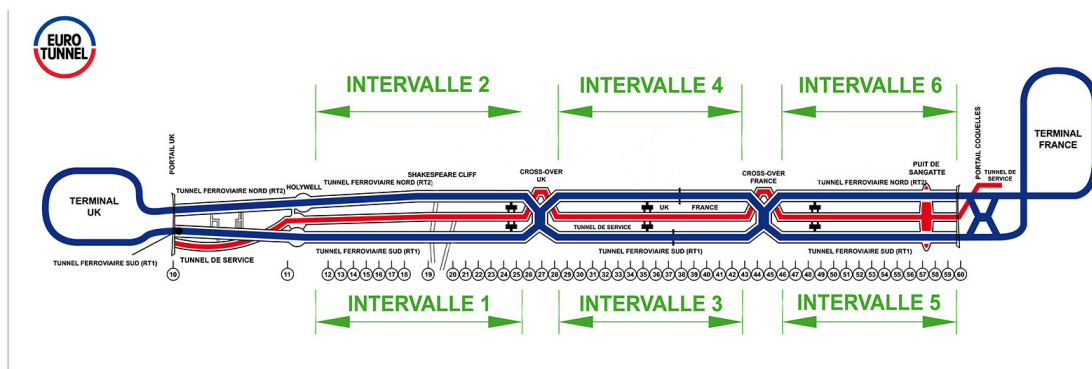 EURO
TUNNEL
INTERVALLE 2
INTERVALLE 4
INTERVALLE 6
TERMINAL
FRANCE
PORTAIL UK
PORTAIL COQUELLES
SHAKESPEARE CLIFF
CROSS-OVER
UK
CROSS-OVER
FRANCE
PUIT DE
SANGATTE
TUNNEL DE
SERVICE
TUNNEL FERROVIAIRE NORD (RT2)
HOLYWELL
TUNNEL FERROVIAIRE NORD (RT2)
TUNNEL FERROVIAIRE NORD (RT2)
TERMINAL
UK
UK
FRANCE
TUNNEL DE SERVICE
TUNNEL FERROVIAIRE SUD (RT1)
TUNNEL DE SERVICE
TUNNEL FERROVIAIRE SUD (RT1)
TUNNEL FERROVIAIRE SUD (RT1)
TUNNEL FERROVIAIRE SUD (RT1)
10 11 12 13 14 15 16 17 18 19 20 21 22 23 24 25 26 27 28 29 30 31 32 33 34 35 36 37 38 39 40 41 42 43 44 45 46 47 48 49 50 51 52 53 54 55 56 57 58 59 60
INTERVALLE 1
INTERVALLE 3
INTERVALLE 5